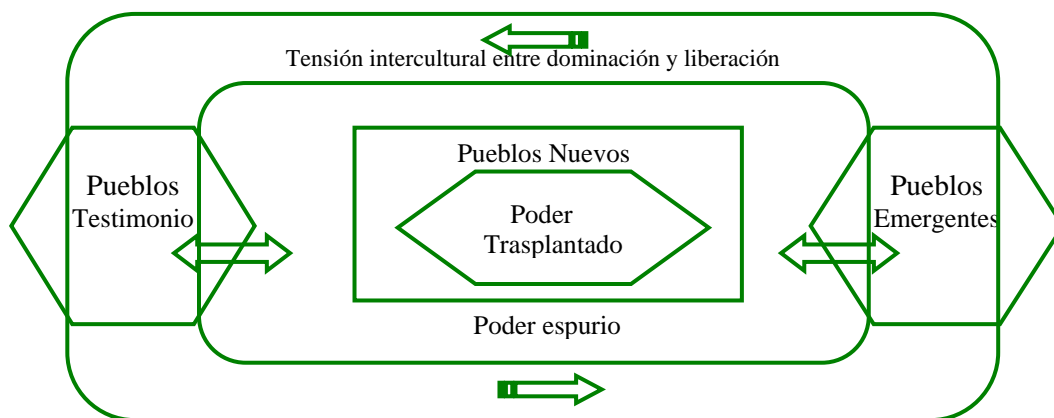 Tensión intercultural entre dominación y liberación
Pueblos Nuevos
Pueblos
Testimonio
Poder
Trasplantado
Pueblos
Emergentes
Poder espurio